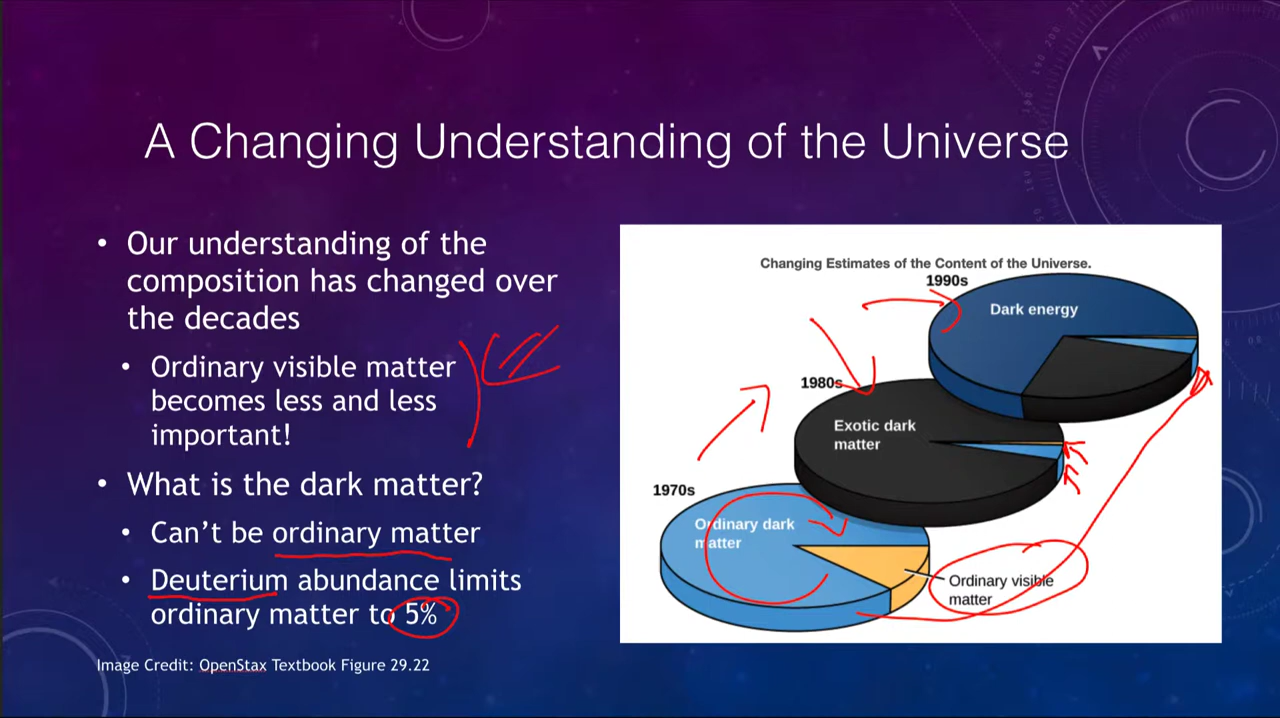 A Changing Understanding of the Universe
• Our understanding of the
composition has changed over
the decades
• Ordinary visible matter
becomes less and less
important!
• What is the dark matter?
• Can't be ordinary matter
• Deuterium abundance limits
ordinary matter to 5%
Image Credit: OpenStax Textbook Figure 29.22
Changing Estimates of the Content of the Universe.
1990s
Dark energy
1980s
Exotic dark
matter
1970s
Ordinary dark
matter
Ordinary visible
matter